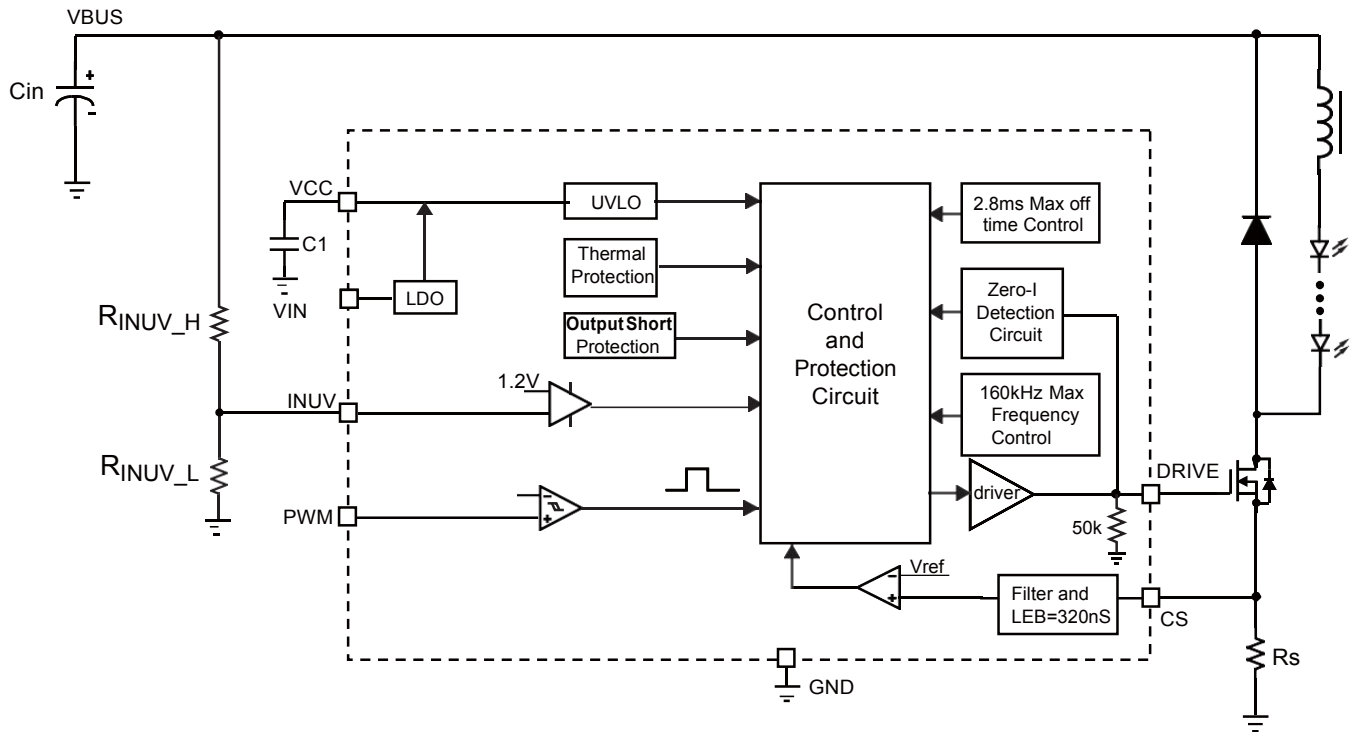 VBUS
Cin
+
-
VCC
C1
VIN
LDO
UVLO
Thermal
Protection
Output Short
Protection
RINUV_H
INUV
1.2V
RINUV_L
PWM
-
+
Control
and
Protection
Circuit
2.8ms Max off
time Control
Zero-I
Detection
Circuit
160kHz Max
Frequency
Control
driver
DRIVE
50k
Vref
-
+
Filter and
LEB=320nS
CS
Rs
GND